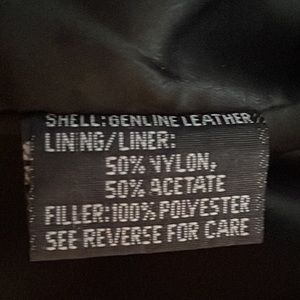 SHELL: GENUINE LEATHER
LINING/LINER:
50% NYLON,
50% ACETATE
FILLER: 100% POLYESTER
SEE REVERSE FOR CARE